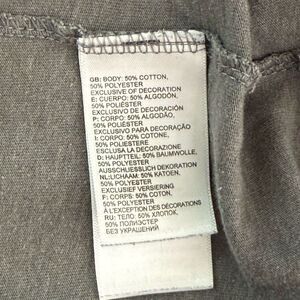 GB: BODY: 50% COTTON,
50% POLYESTER
EXCLUSIVE OF DECORATION
E: CUERPO: 50% ALGODÓN,
50% POLIÉSTER
EXCLUSIVO DE DECORACIÓN
P: CORPO: 50% ALGODÃO,
50% POLIÉSTER
EXCLUSIVO PARA DECORAÇÃO
I: CORPO: 50% COTONE,
50% POLIESTERE
ESCLUSA LA DECORAZIONE
D: HAUPTTEIL: 50% BAUMWOLLE,
50% POLYESTER
AUSSCHLIESSLICH DEKORATION
NL:LICHAAM: 50% KATOEN,
50% POLYESTER
EXCLUSIEF VERSIERING
F: CORPS: 50% COTON,
50% POLYESTER
À L'EXCEPTION DES DÉCORATIONS
RU: ТЕЛО: 50% ХЛОПОК,
50% ПОЛИЭСТЕР
БЕЗ УКРАШЕНИЙ